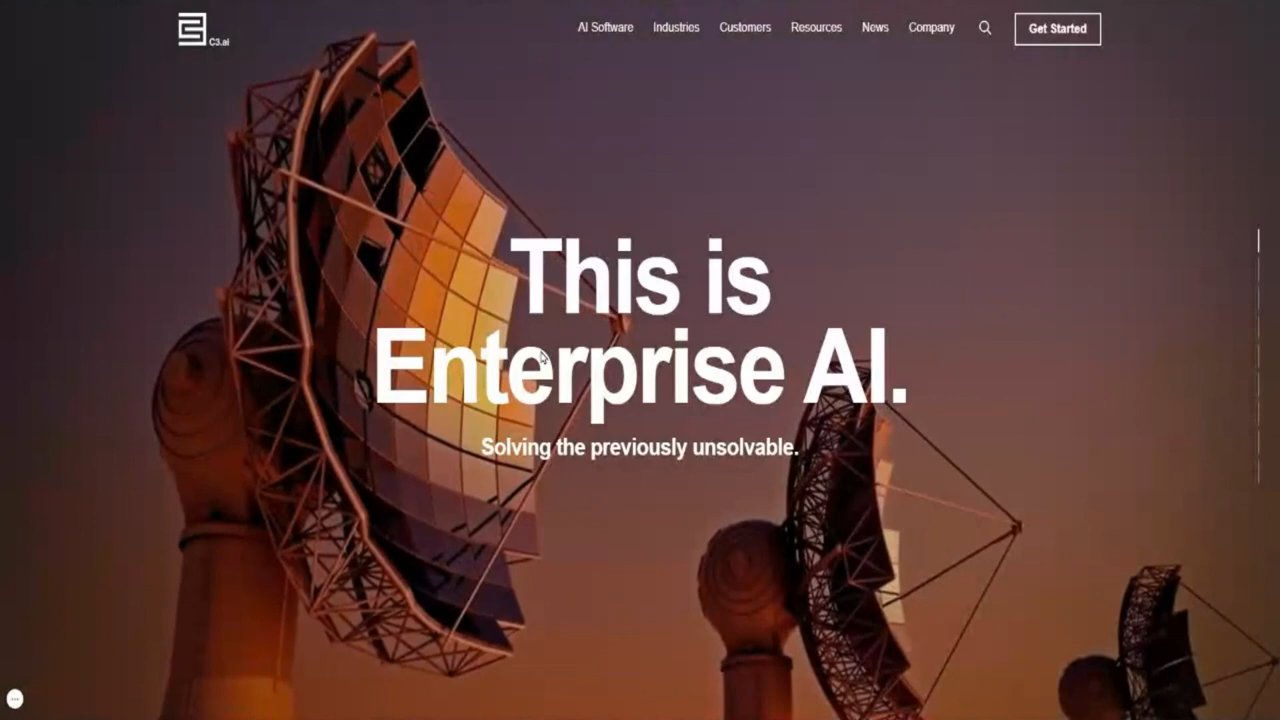 C3.ai
AI Software Industries Customers Resources News Company Get Started
This is
Enterprise AI.
Solving the previously unsolvable.